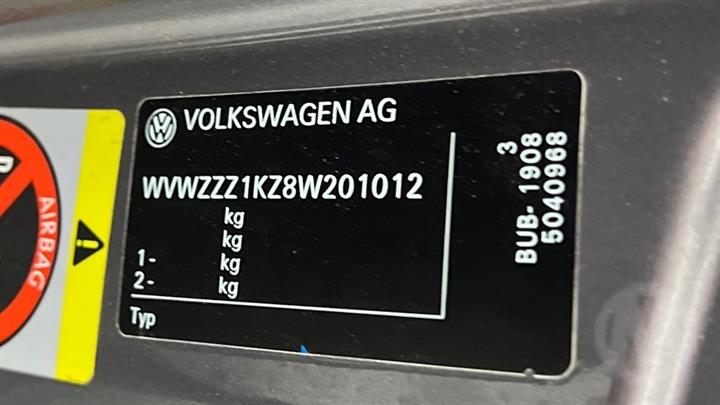 VOLKSWAGEN AG
WVWZZZ1KZ8W201012
kg
kg
1- kg
2- kg
Typ
3
BUB- 1908
5040968
AIRBAG